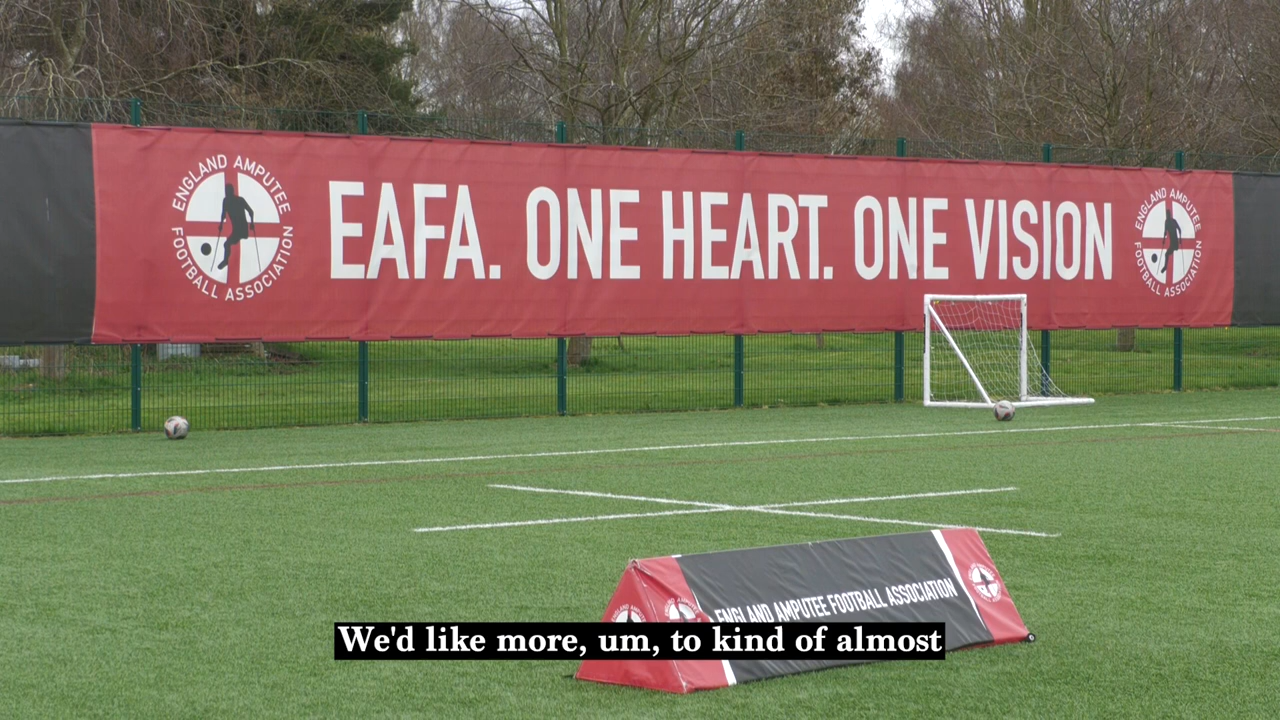 ENGLAND AMPUTEE
FOOTBALL ASSOCIATION
EAFA. ONE HEART. ONE VISION
ENGLAND AMPUTEE
FOOTBALL ASSOCIATION
ENGLAND AMPUTEE FOOTBALL ASSOCIATION
We'd like more, um, to kind of almost